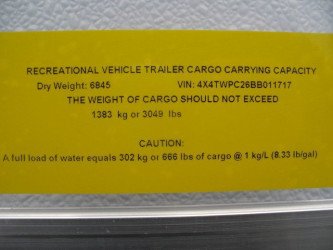 RECREATIONAL VEHICLE TRAILER CARGO CARRYING CAPACITY
Dry Weight: 6845 VIN: 4X4TWPC26BB011717
THE WEIGHT OF CARGO SHOULD NOT EXCEED
1383 kg or 3049 lbs
CAUTION:
A full load of water equals 302 kg or 666 lbs of cargo @ 1 kg/L (8.33 lb/gal)